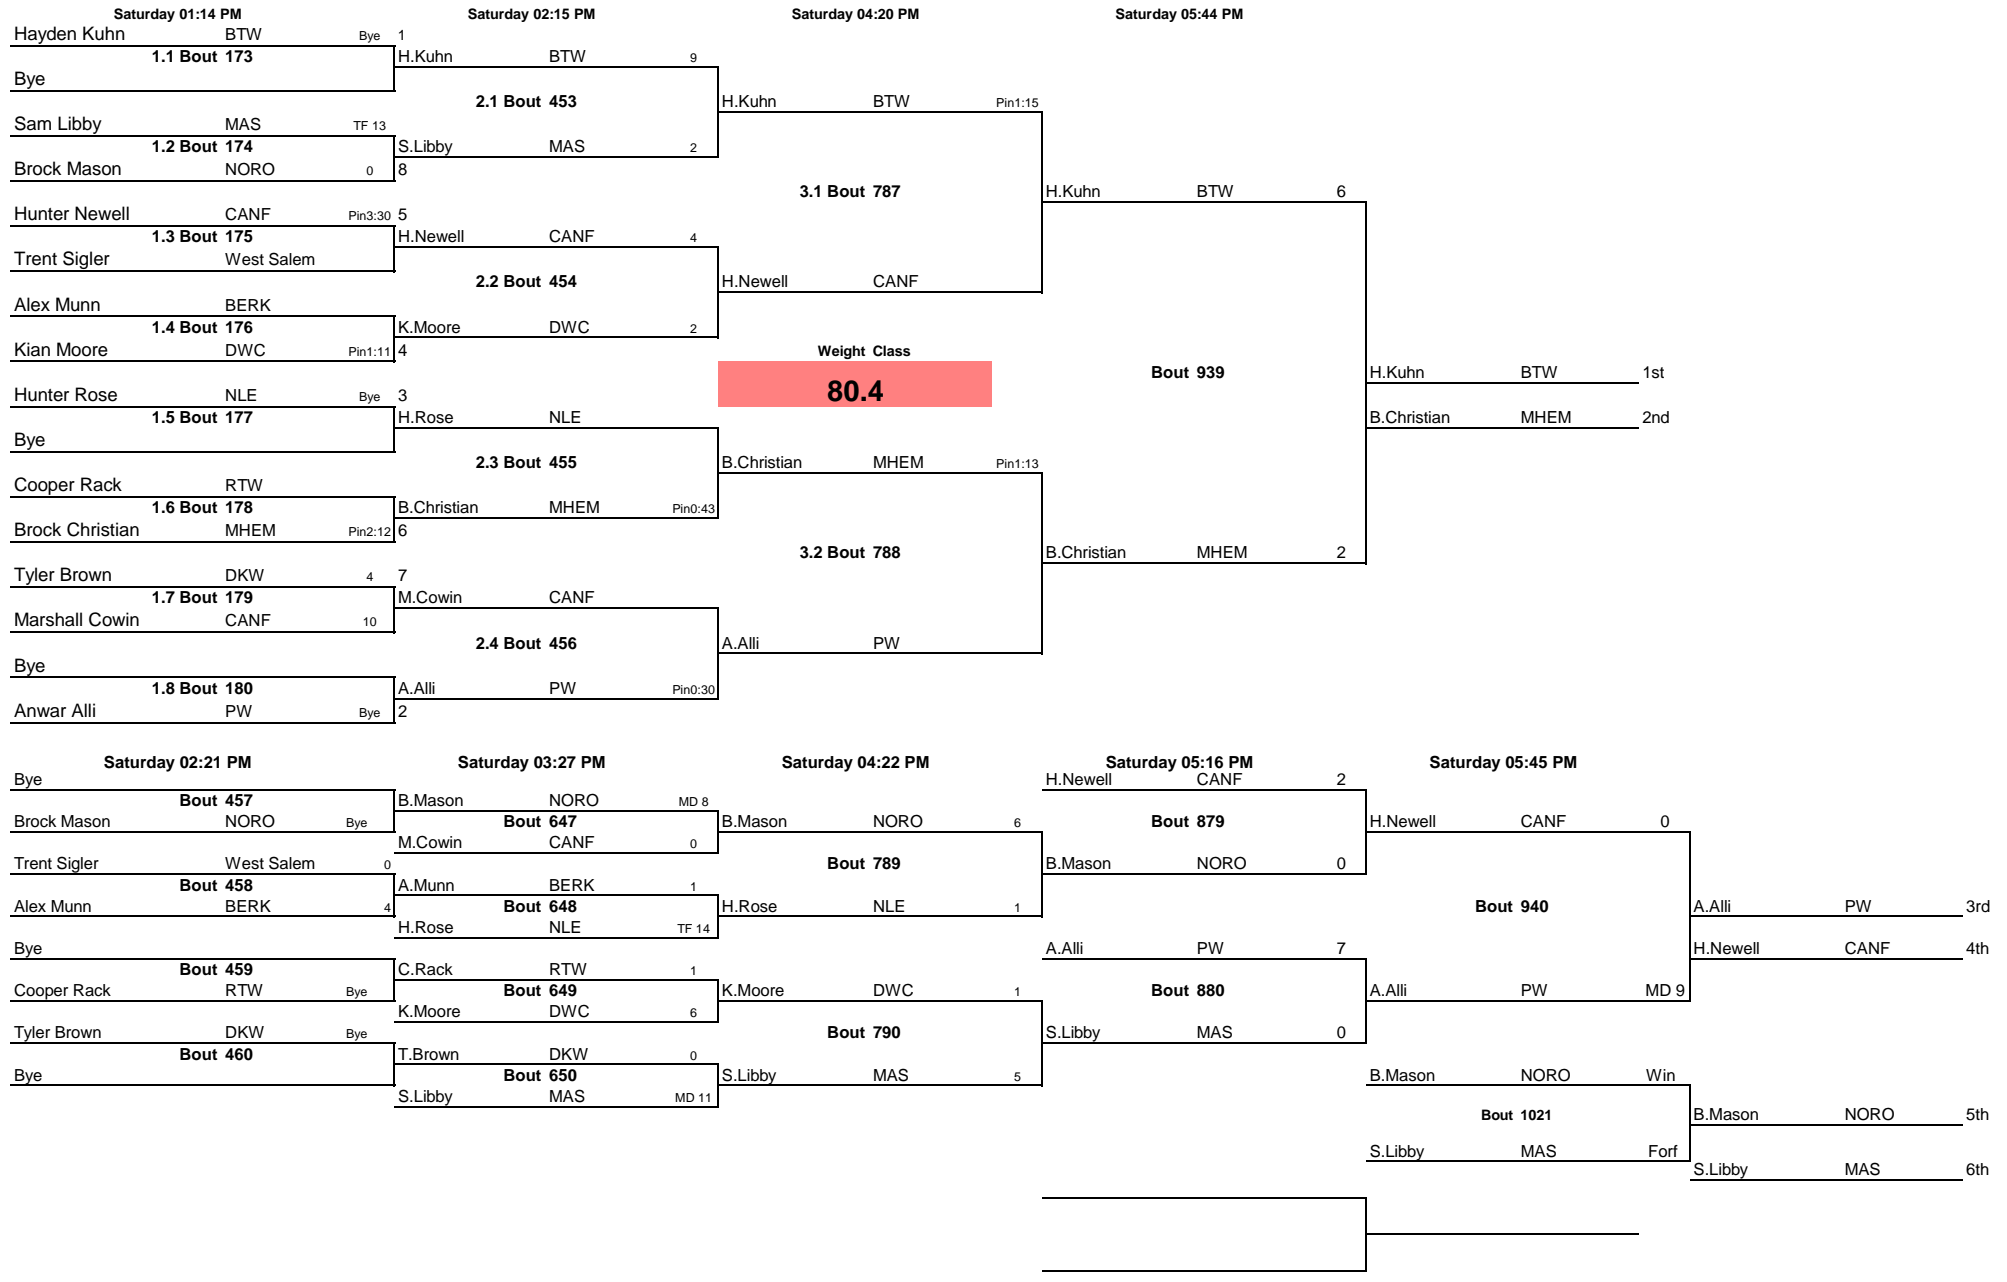 Saturday 01:14 PM Saturday 02:15 PM Saturday 04:20 PM Saturday 05:44 PM
Hayden Kuhn BTW Bye 1
1.1 Bout 173 H.Kuhn BTW 9
Bye
2.1 Bout 453 H.Kuhn BTW Pin1:15
Sam Libby MAS TF 13
1.2 Bout 174 S.Libby MAS 2
Brock Mason NORO 0 8
3.1 Bout 787 H.Kuhn BTW 6
Hunter Newell CANF Pin3:30 5
1.3 Bout 175 H.Newell CANF 4
Trent Sigler West Salem
2.2 Bout 454 H.Newell CANF
Alex Munn BERK
1.4 Bout 176 K.Moore DWC 2
Kian Moore DWC Pin1:11 4 Weight Class
Bout 939 H.Kuhn BTW 1st
80.4
Hunter Rose NLE Bye 3
1.5 Bout 177 H.Rose NLE B.Christian MHEM 2nd
Bye
2.3 Bout 455 B.Christian MHEM Pin1:13
Cooper Rack RTW
1.6 Bout 178 B.Christian MHEM Pin0:43
Brock Christian MHEM Pin2:12 6
3.2 Bout 788 B.Christian MHEM 2
Tyler Brown DKW 4 7
1.7 Bout 179 M.Cowin CANF
Marshall Cowin CANF 10
2.4 Bout 456 A.Alli PW
Bye
1.8 Bout 180 A.Alli PW Pin0:30
Anwar Alli PW Bye 2
Saturday 02:21 PM Saturday 03:27 PM Saturday 04:22 PM Saturday 05:16 PM Saturday 05:45 PM
Bye H.Newell CANF 2
Bout 457 B.Mason NORO MD 8
Brock Mason NORO Bye Bout 647 B.Mason NORO 6 Bout 879 H.Newell CANF 0
M.Cowin CANF 0
Trent Sigler West Salem 0 Bout 789 B.Mason NORO 0
Bout 458 A.Munn BERK 1
Alex Munn BERK 4 Bout 648 H.Rose NLE 1 Bout 940 A.Alli PW 3rd
H.Rose NLE TF 14
Bye A.Alli PW 7 H.Newell CANF 4th
Bout 459 C.Rack RTW 1
Cooper Rack RTW Bye Bout 649 K.Moore DWC 1 Bout 880 A.Alli PW MD 9
K.Moore DWC 6
Tyler Brown DKW Bye Bout 790 S.Libby MAS 0
Bout 460 T.Brown DKW 0
Bye Bout 650 S.Libby MAS 5 B.Mason NORO Win
S.Libby MAS MD 11
Bout 1021 B.Mason NORO 5th
S.Libby MAS Forf
S.Libby MAS 6th